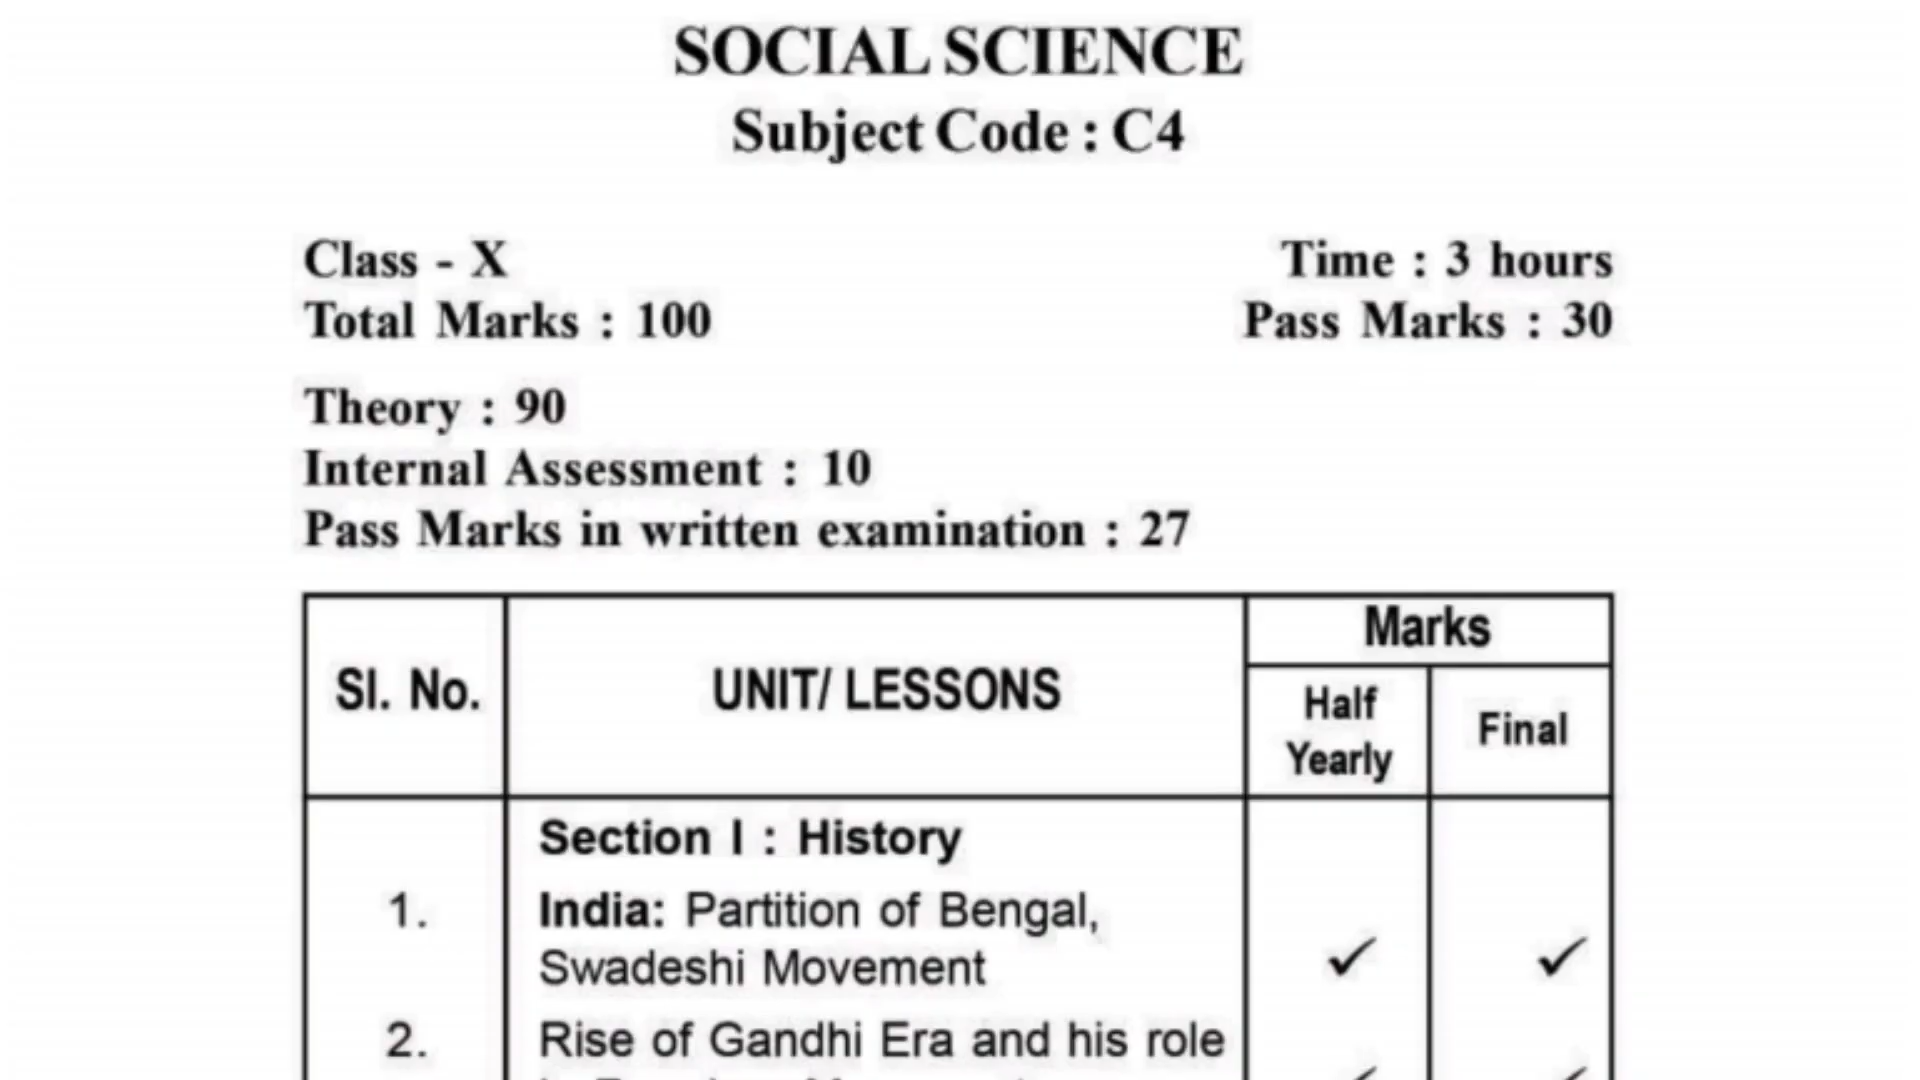 SOCIAL SCIENCE
Subject Code : C4
Class - X
Time : 3 hours
Total Marks : 100
Pass Marks : 30
Theory : 90
Internal Assessment : 10
Pass Marks in written examination : 27
Sl. No.
UNIT/ LESSONS
Marks
Half
Yearly
Final
Section I : History
1.
India: Partition of Bengal,
Swadeshi Movement
✓ ✓
2.
Rise of Gandhi Era and his role